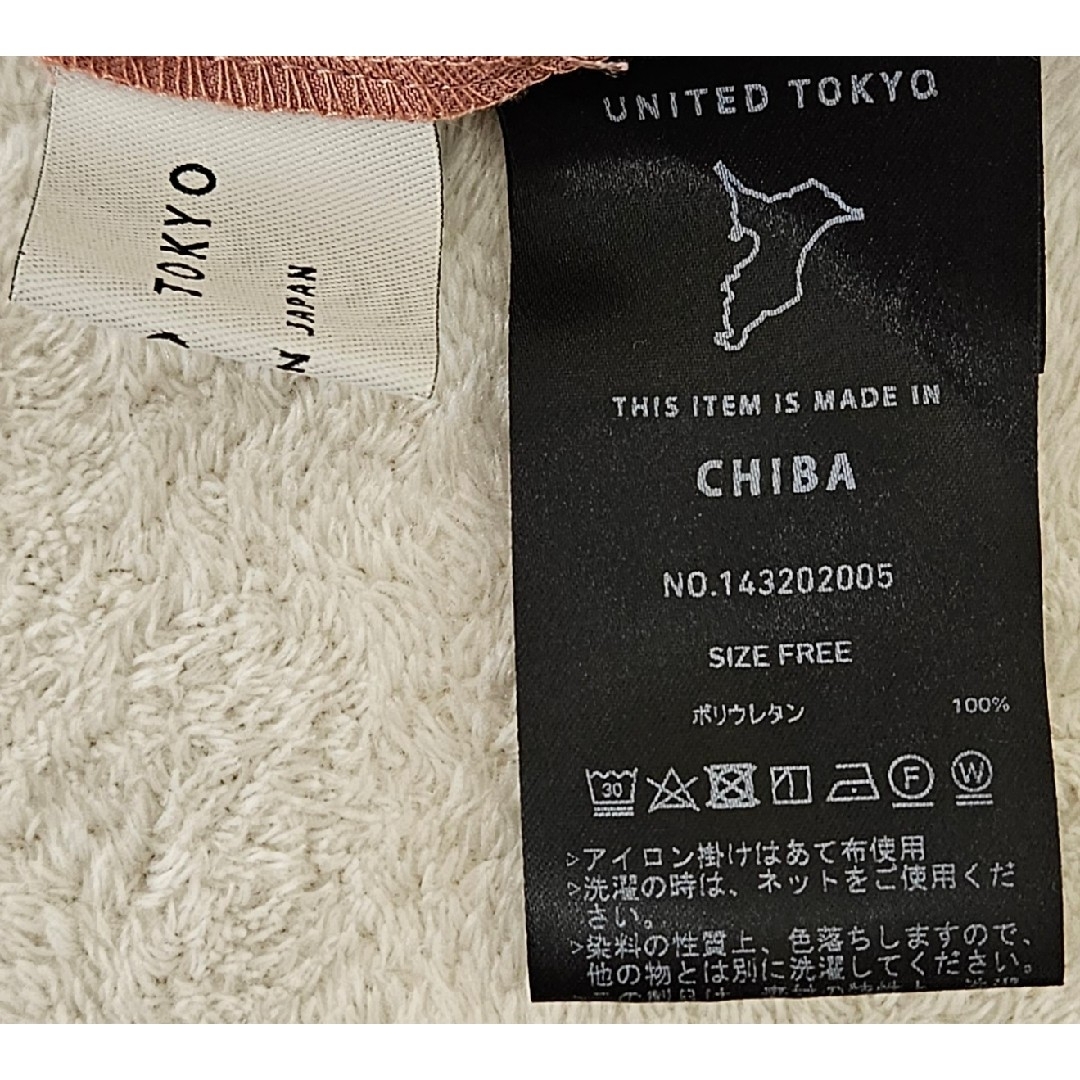 TOKYO
N JAPAN
UNITED TOKYO
THIS ITEM IS MADE IN
CHIBA
NO.143202005
SIZE FREE
ポリウレタン 100%
30 F W
▷アイロン掛けはあて布使用
▷洗濯の時は、ネットをご使用くだ
さい。
▷染料の性質上、色落ちしますので、
他の物とは別に洗濯してください。